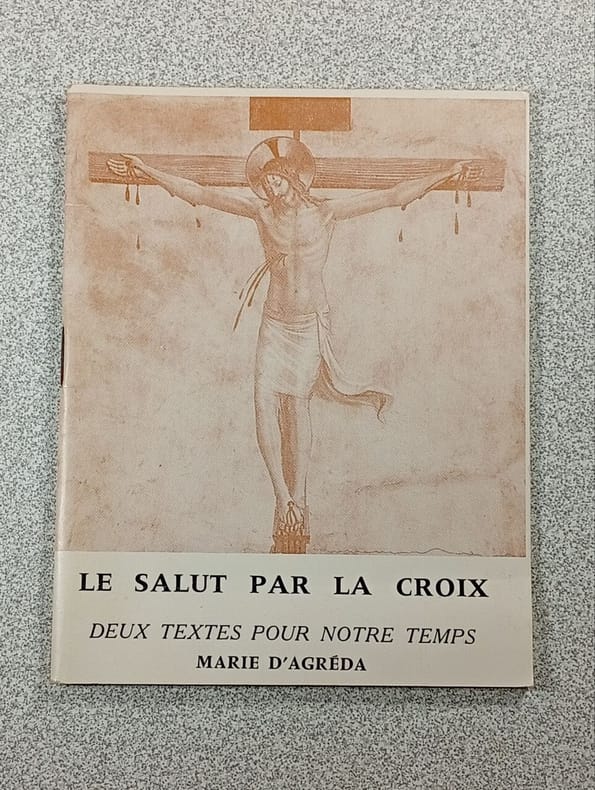 LE SALUT PAR LA CROIX
DEUX TEXTES POUR NOTRE TEMPS
MARIE D'AGRÉDA